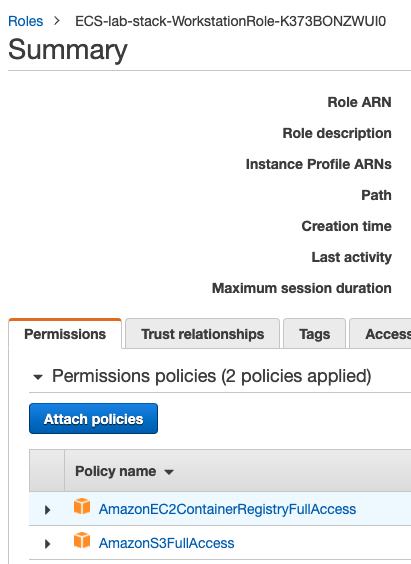 Roles > ECS-lab-stack-WorkstationRole-K373BONZWUI0
Summary
Role ARN
Role description
Instance Profile ARNs
Path
Creation time
Last activity
Maximum session duration
Permissions Trust relationships Tags Access
Permissions policies (2 policies applied)
Attach policies
Policy name
AmazonEC2ContainerRegistryFullAccess
AmazonS3FullAccess